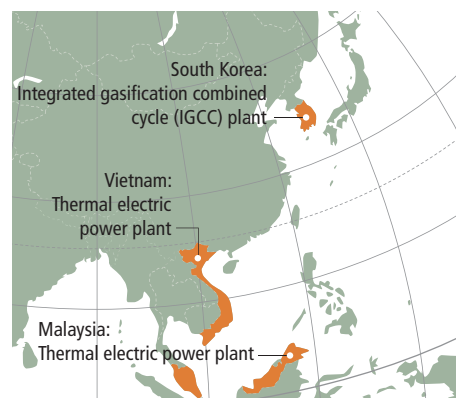 South Korea:
Integrated gasification combined
cycle (IGCC) plant
Vietnam:
Thermal electric
power plant
Malaysia:
Thermal electric power plant